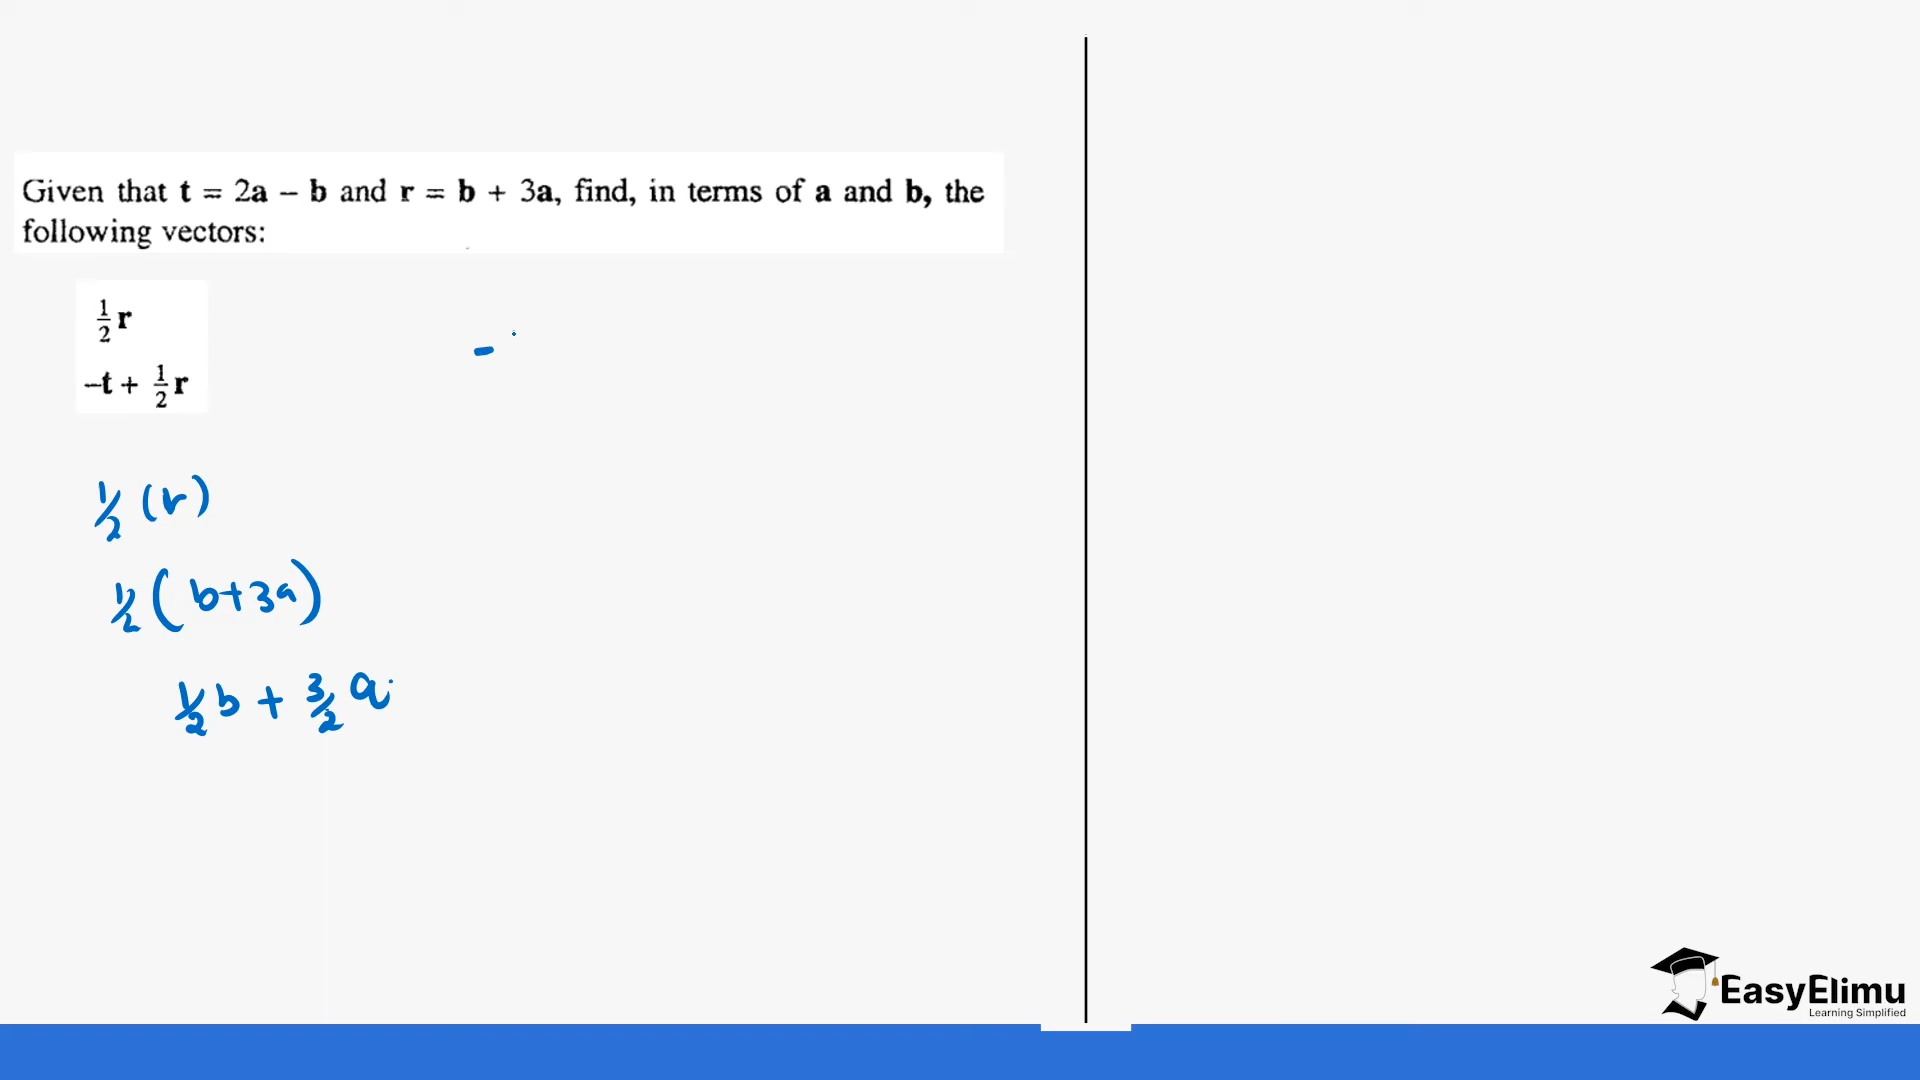 Given that t = 2a – b and r = b + 3a, find, in terms of a and b, the
following vectors:
½r
–t + ½r
½ (r)
½ (b+3a)
½b + 3/2 a
-
EasyElimu
Learning Simplified